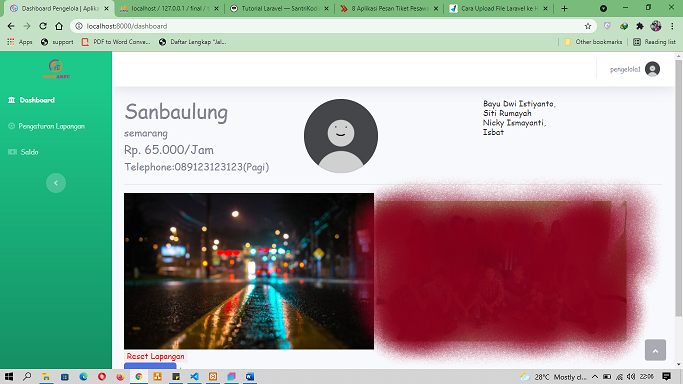 Dashboard Pengelola | Aplika
localhost / 127.0.0.1 / final / s
Tutorial Laravel — SantriKod
8 Aplikasi Pesan Tiket Pesawa
Cara Upload File Laravel ke H
localhost:8000/dashboard
Apps
support
PDF to Word Conve...
Daftar Lengkap "Jal...
Other bookmarks
Reading list
pengelola1
Dashboard
Pengaturan Lapangan
Saldo
Sanbaulung
semarang
Rp. 65.000/Jam
Telephone:089123123123(Pagi)
Bayu Dwi Istiyanto,
Siti Rumayah
Nicky Ismayanti,
Isbat
Reset Lapangan
28°C Mostly cl...
22:06